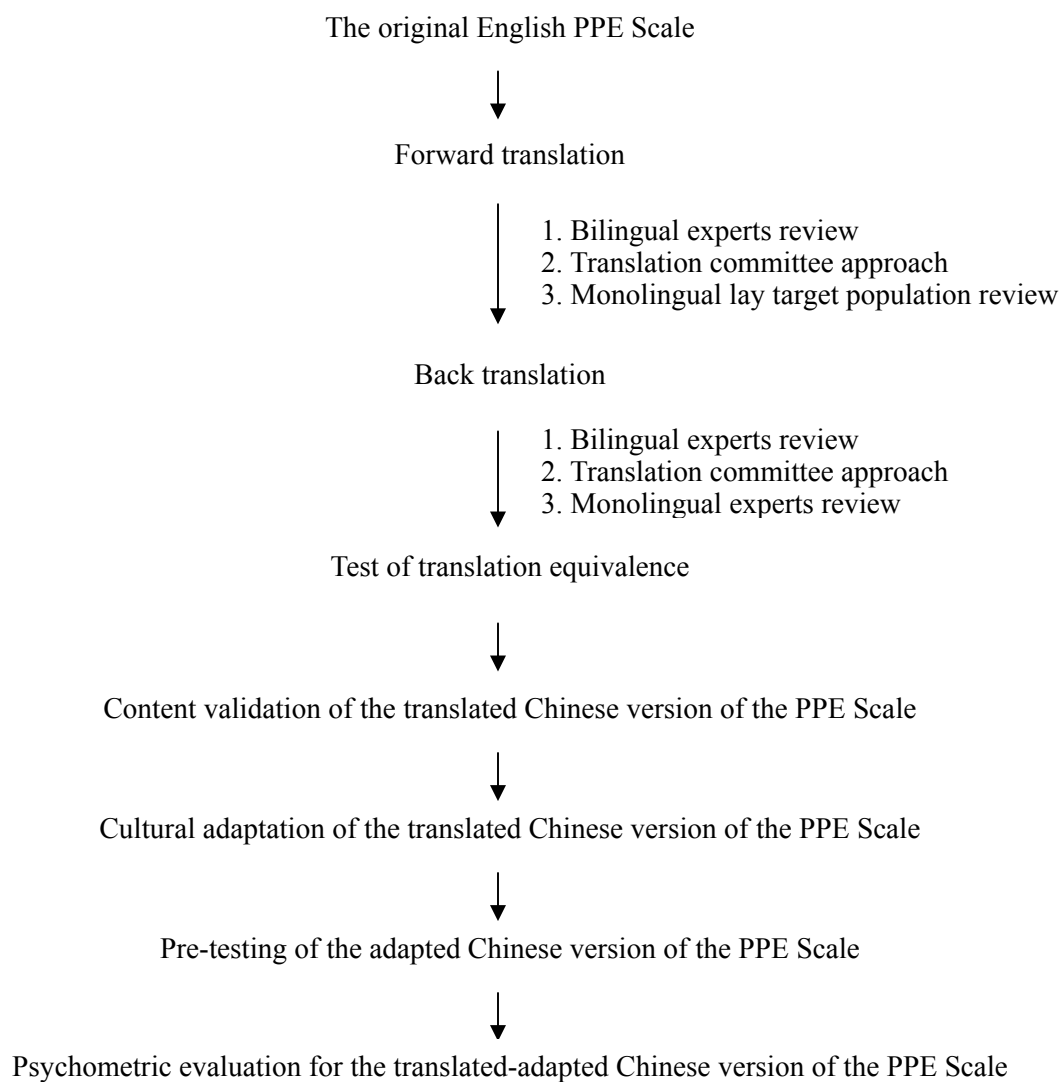 The original English PPE Scale
Forward translation
1. Bilingual experts review
2. Translation committee approach
3. Monolingual lay target population review
Back translation
1. Bilingual experts review
2. Translation committee approach
3. Monolingual experts review
Test of translation equivalence
Content validation of the translated Chinese version of the PPE Scale
Cultural adaptation of the translated Chinese version of the PPE Scale
Pre-testing of the adapted Chinese version of the PPE Scale
Psychometric evaluation for the translated-adapted Chinese version of the PPE Scale